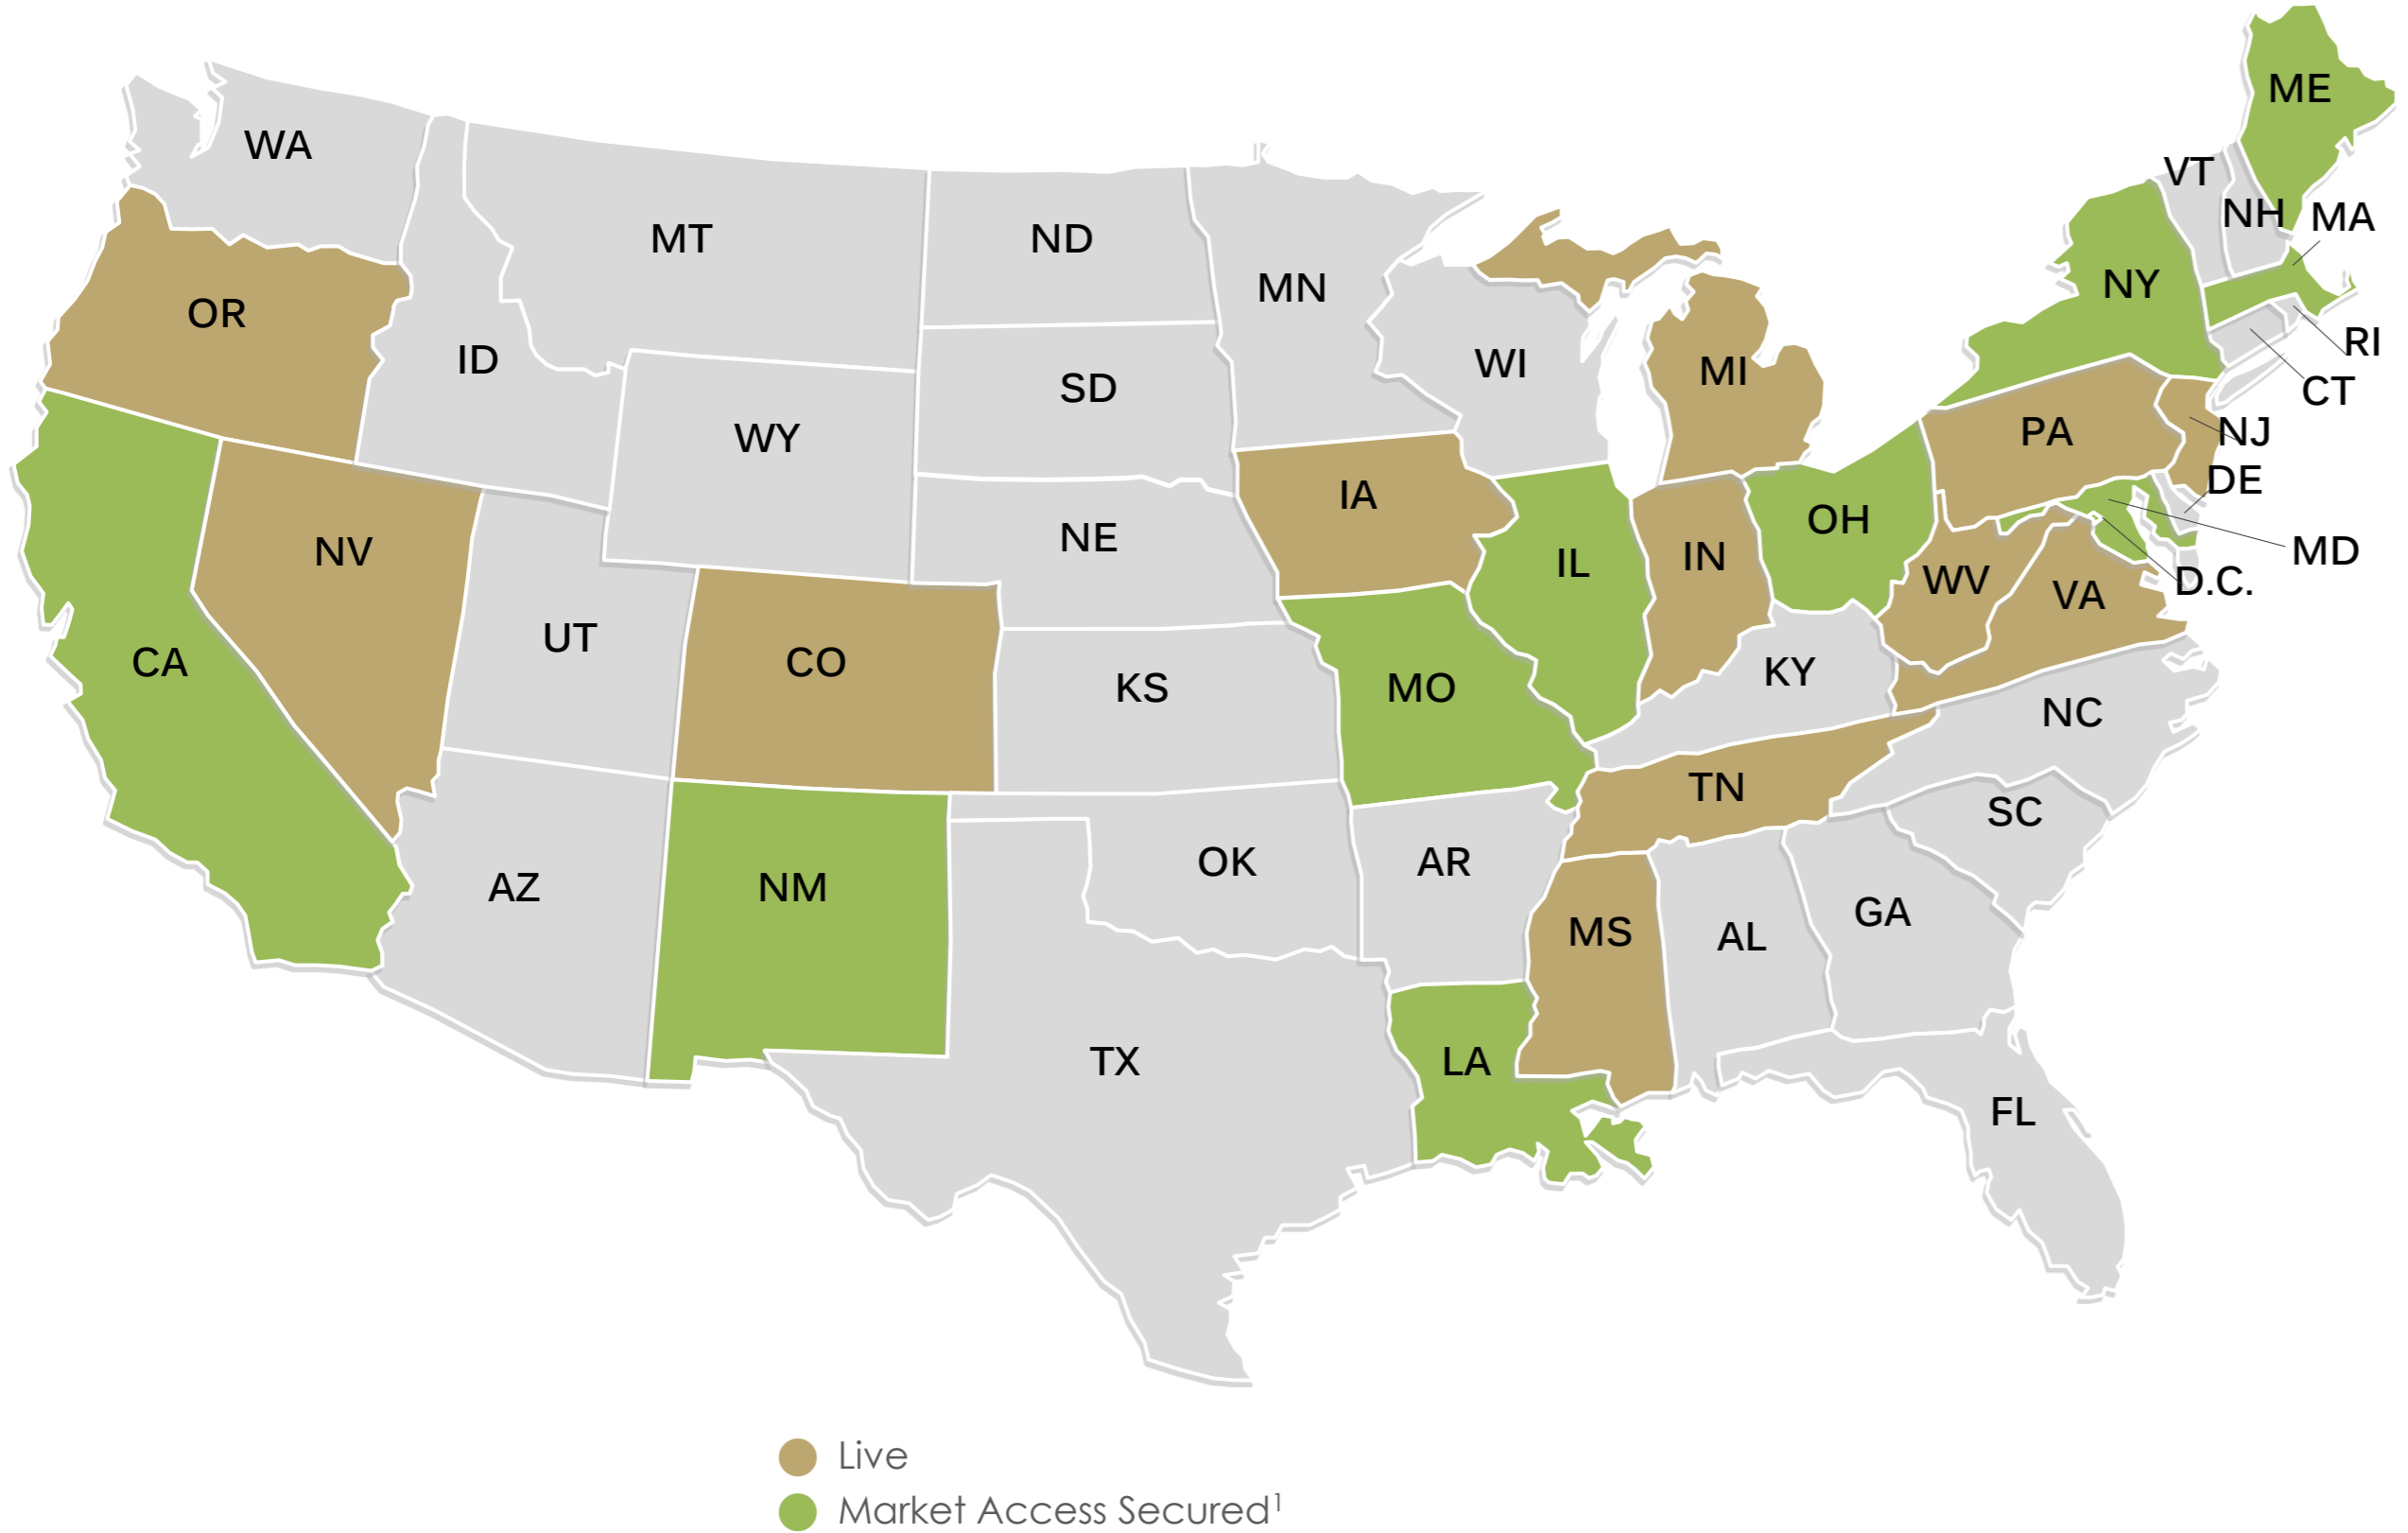 ME
WA
VT
NH
MA
MT
ND
NY
MN
OR
RI
ID
WI
MI
SD
CT
WY
PA
NJ
IA
DE
OH
NE
NV
IN
MD
IL
WV
D.C.
VA
UT
CO
CA
KY
KS
MO
NC
TN
SC
OK
AR
AZ
NM
GA
MS
AL
TX
LA
FL
Live
Market Access Secured¹